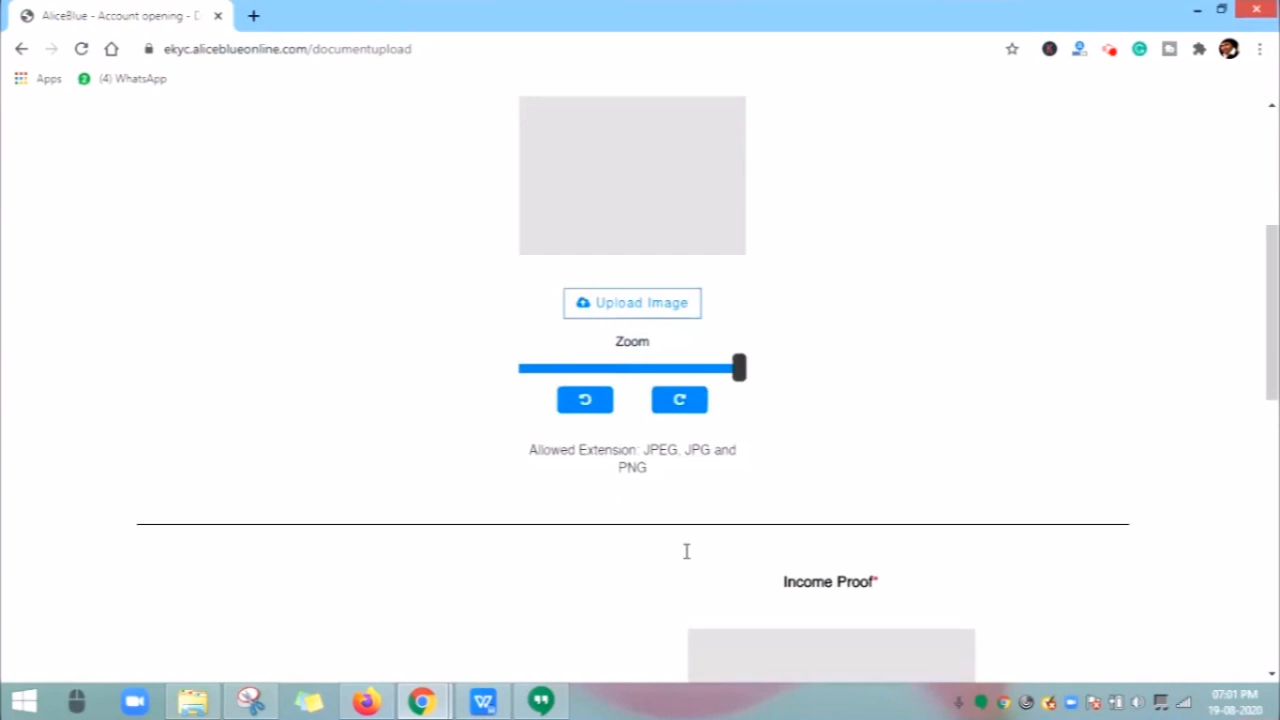 AliceBlue - Account opening - D
ekyc.aliceblueonline.com/documentupload
Apps
(4) WhatsApp
Upload Image
Zoom
Allowed Extension: JPEG, JPG and
PNG
Income Proof*
07:01 PM
19-08-2020